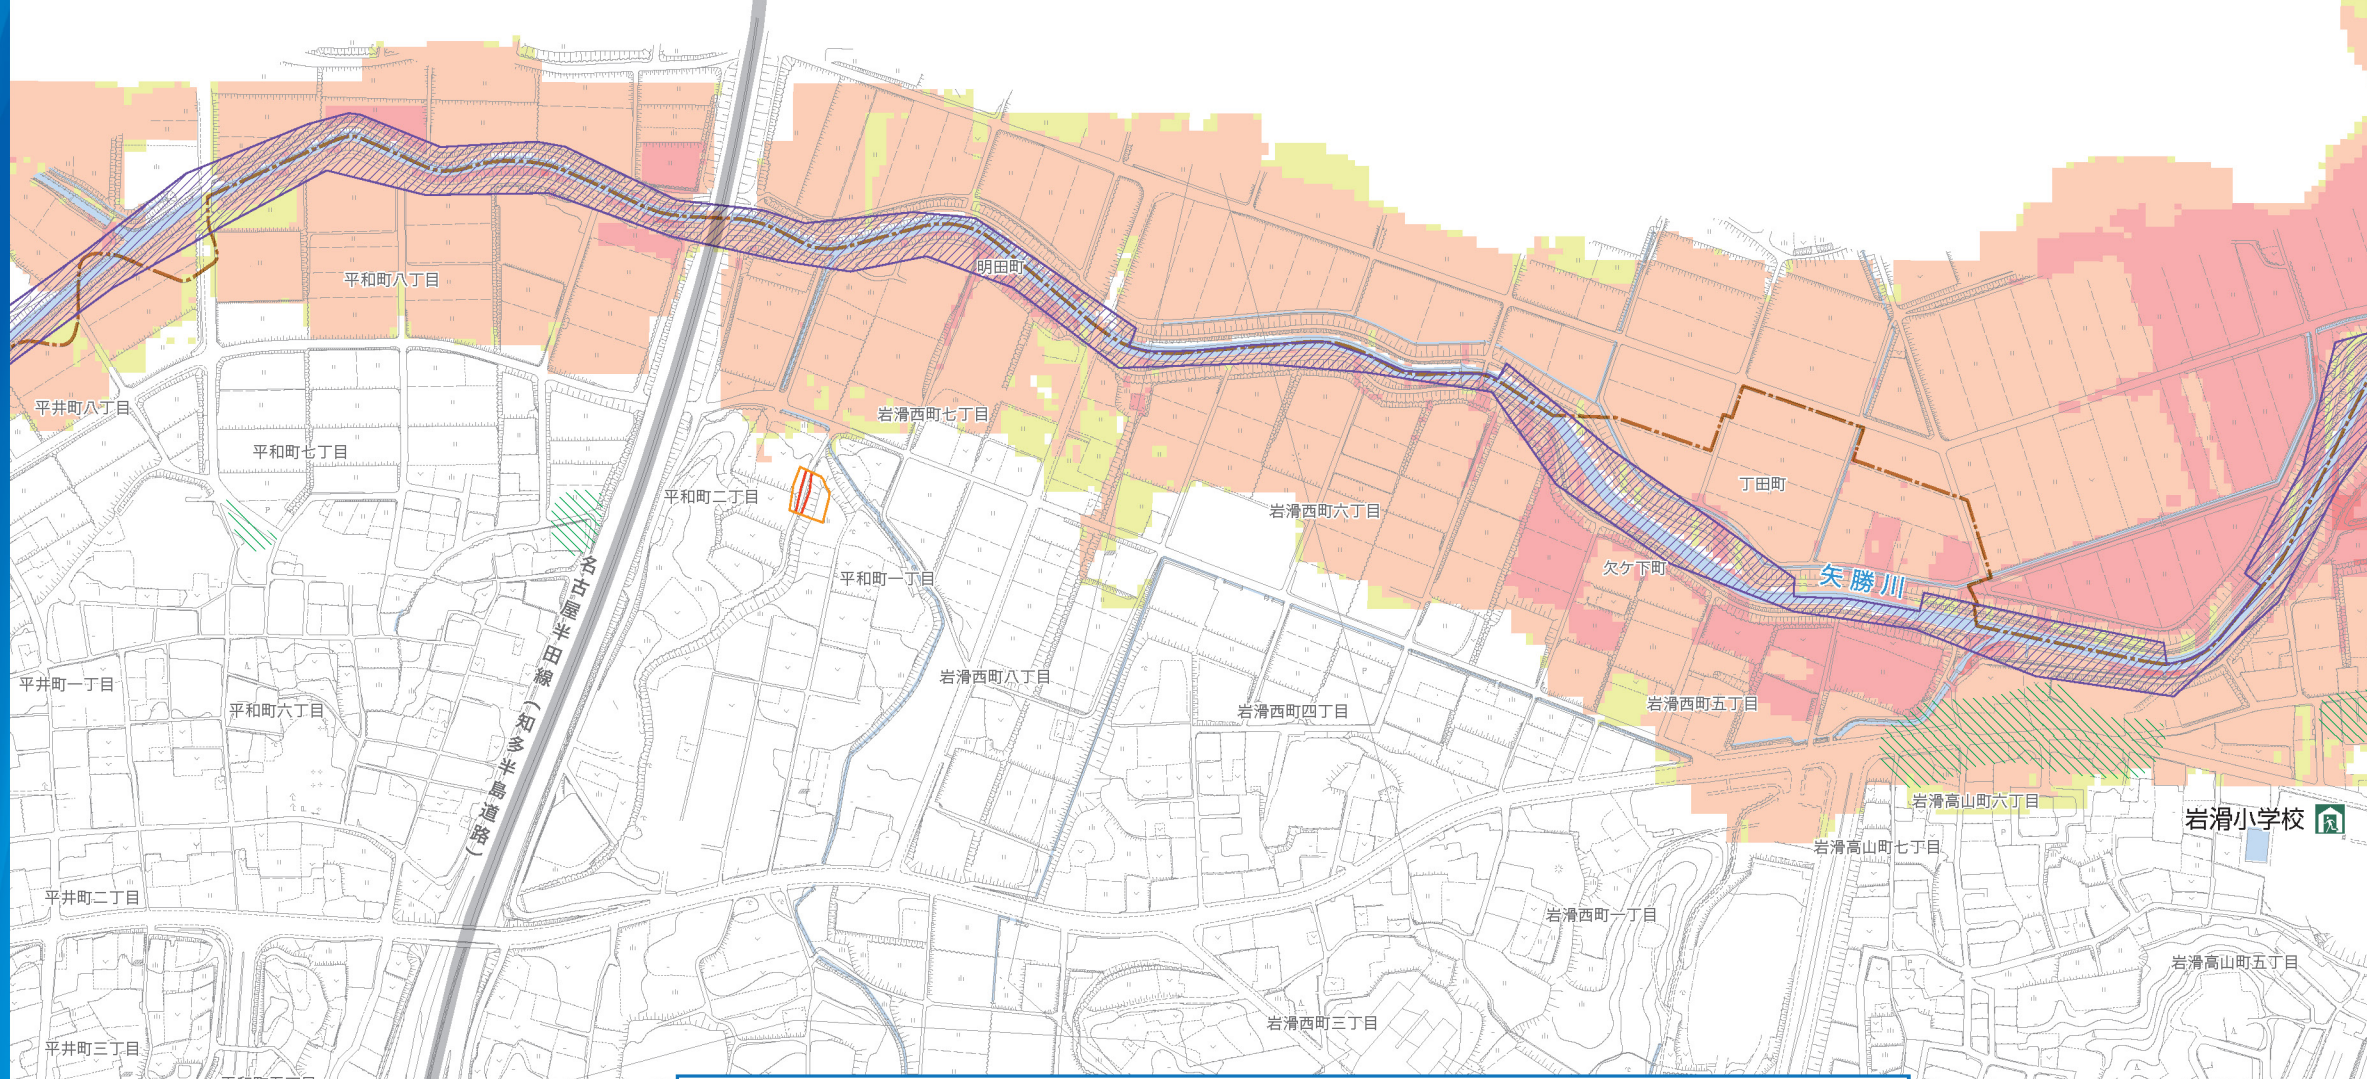 明田町
平和町八丁目
平井町八丁目
岩滑西町七丁目
平和町七丁目
平和町二丁目
丁田町
岩滑西町六丁目
欠ケ下町
矢勝川
平和町一丁目
名古屋半田線(知多半島道路)
岩滑西町八丁目
平井町一丁目
岩滑西町五丁目
平和町六丁目
岩滑西町四丁目
岩滑高山町六丁目
岩滑小学校
岩滑高山町七丁目
平井町二丁目
岩滑西町一丁目
岩滑高山町五丁目
岩滑西町三丁目
平井町三丁目